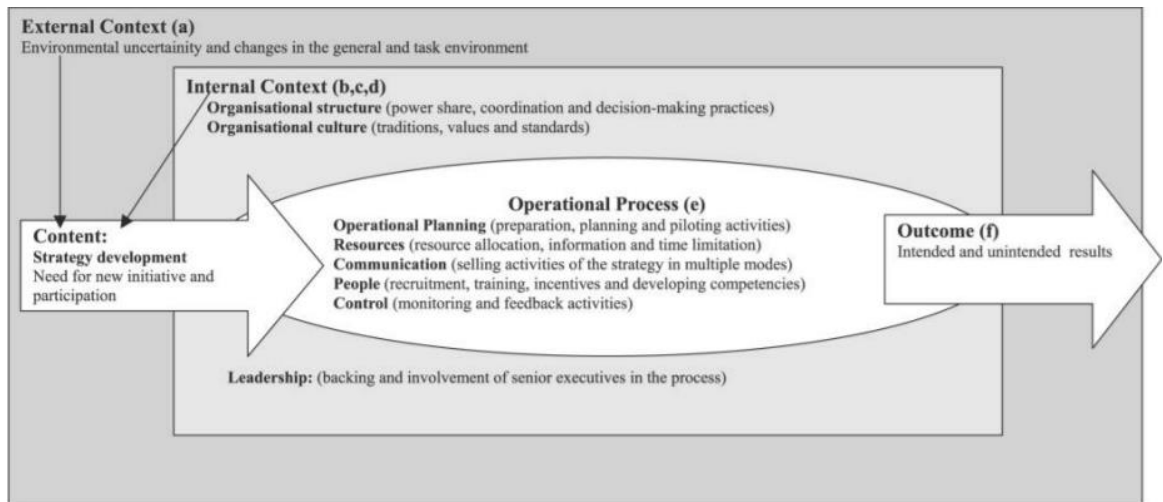 External Context (a)
Environmental uncertainity and changes in the general and task environment
Internal Context (b,c,d)
Organisational structure (power share, coordination and decision-making practices)
Organisational culture (traditions, values and standards)
Operational Process (e)
Operational Planning (preparation, planning and piloting activities)
Resources (resource allocation, information and time limitation)
Communication (selling activities of the strategy in multiple modes)
People (recruitment, training, incentives and developing competencies)
Control (monitoring and feedback activities)
Content:
Strategy development
Need for new initiative and
participation
Outcome (f)
Intended and unintended results
Leadership: (backing and involvement of senior executives in the process)